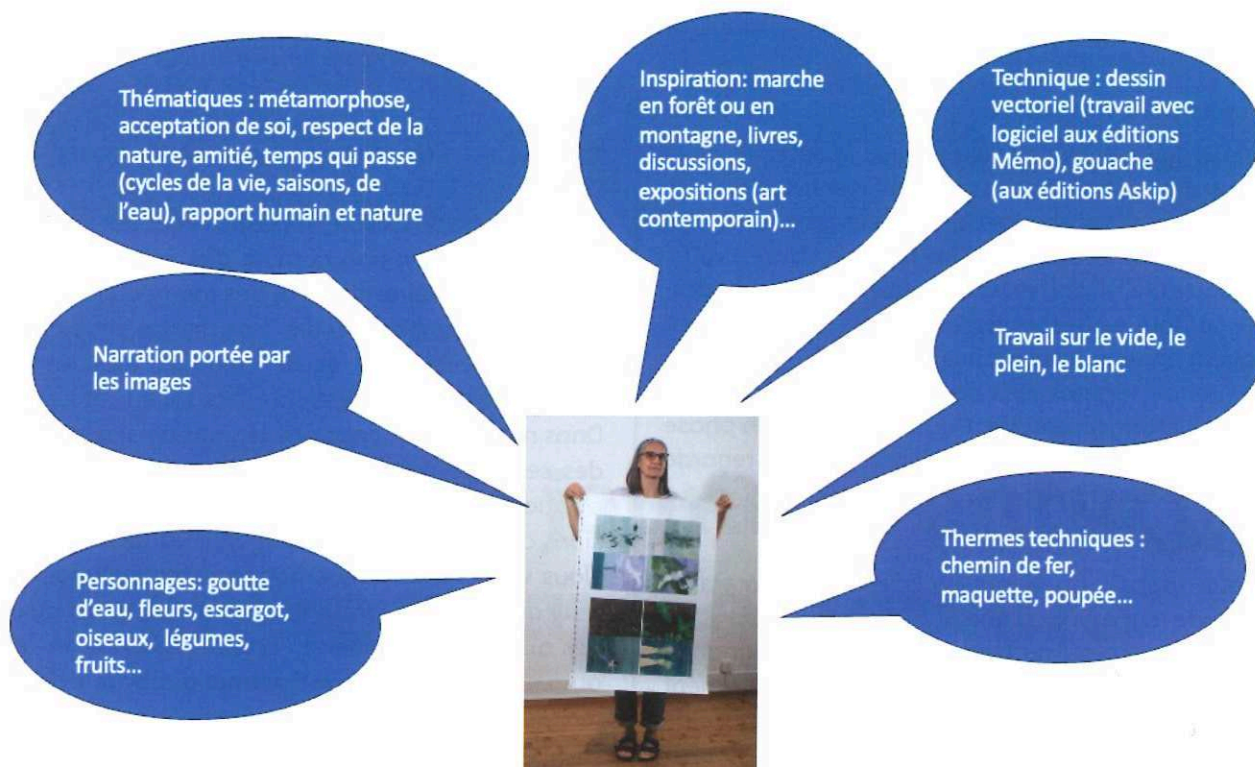 Thématiques : métamorphose,
acceptation de soi, respect de la
nature, amitié, temps qui passe
(cycles de la vie, saisons, de
l'eau), rapport humain et nature
Inspiration: marche
en forêt ou en
montagne, livres,
discussions,
expositions (art
contemporain)...
Technique : dessin
vectoriel (travail avec
logiciel aux éditions
Mémo), gouache
(aux éditions Askip)
Narration portée par
les images
Travail sur le vide, le
plein, le blanc
Personnages: goutte
d'eau, fleurs, escargot,
oiseaux, légumes,
fruits...
Thermes techniques :
chemin de fer,
maquette, poupée...